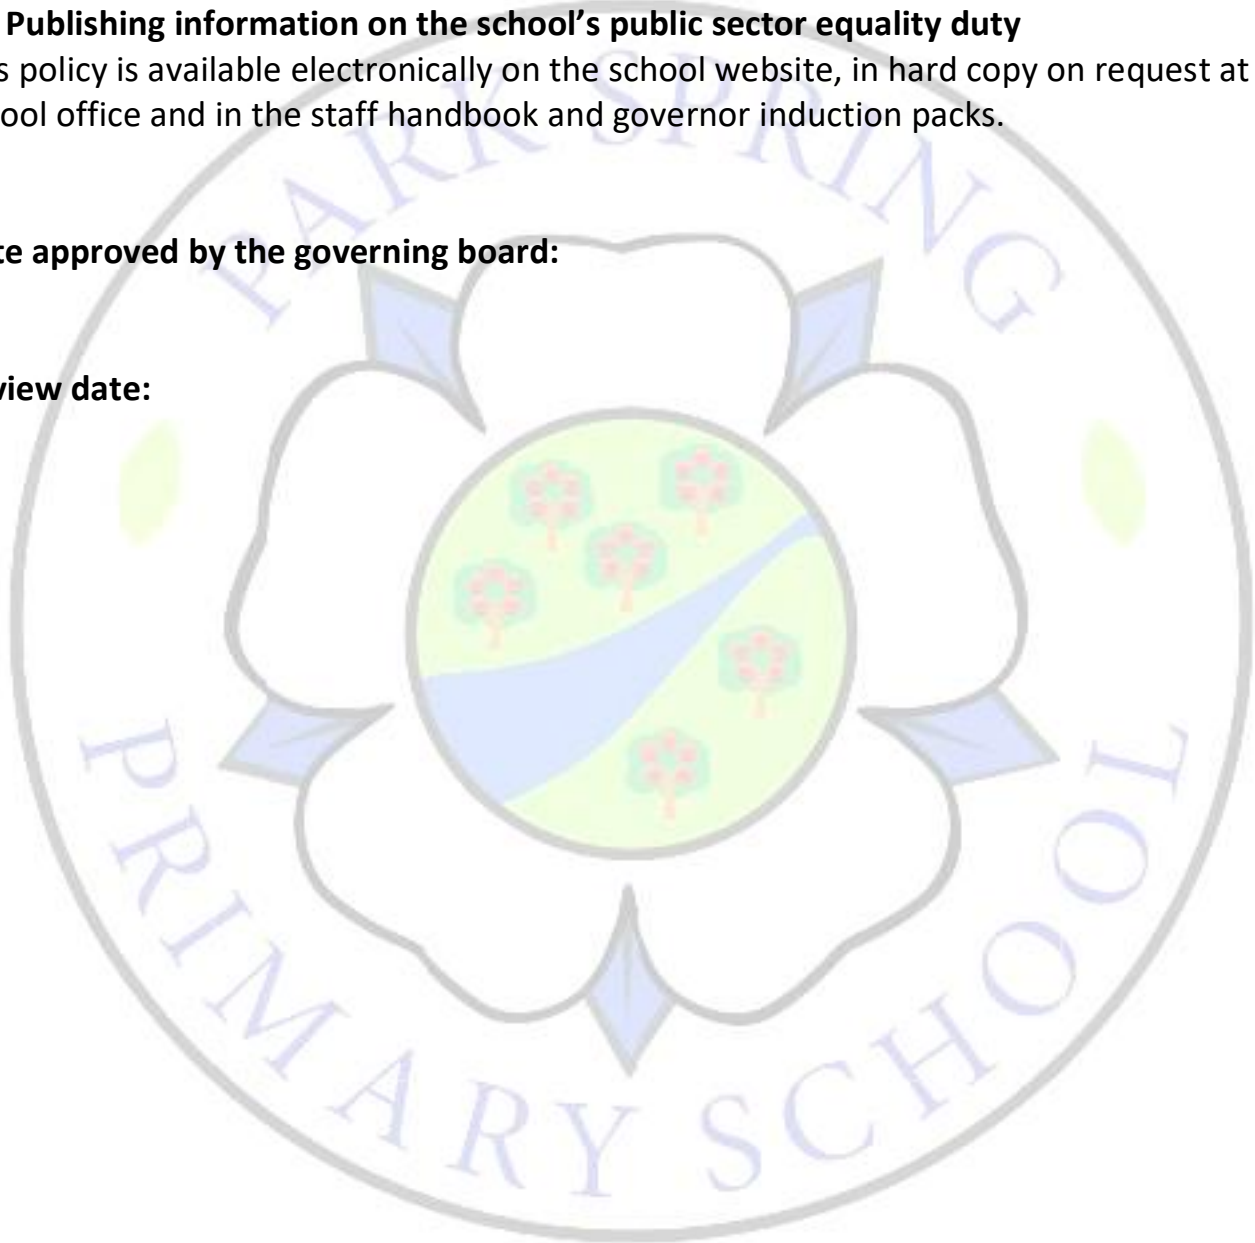 Publishing information on the school’s public sector equality duty
s policy is available electronically on the school website, in hard copy on request at
ool office and in the staff handbook and governor induction packs.
te approved by the governing board:
view date:
PARK SPRING
PRIMARY SCHOOL